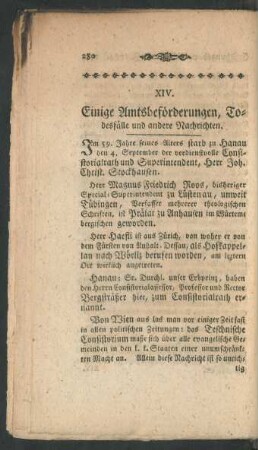 280
XIV.
Einige Amtsbeförderungen, To-
desfälle und andere Nachrichten.
Im 59. Jahre seines Alters starb zu Hanau
den 4. September der verdienstvolle Consi-
storialrath und Superintendent, Herr Joh.
Christ. Stockhausen.
Herr Magnus Friedrich Roos, bisheriger
Special-Superintendent zu Lustenau, unweit
Tübingen, Verfasser mehrerer theologischen
Schriften, ist Prälat zu Anhausen im Würtem-
bergischen geworden.
Herr Haefli ist aus Zürich, von woher er von
dem Fürsten von Anhalt-Dessau, als Hofkappel-
lan nach Wörlitz berufen worden, am letztern
Ort würklich angetreten.
Hanau: Se. Durchl. unser Erbprinz, haben
den Herrn Consistorialassessor, Professor und Rector
Bergsträßer hier, zum Consistorialrath er-
nannt.
Von Wien aus las man vor einiger Zeit fast
in allen politischen Zeitungen: das Teschnische
Consistorium maße sich über alle evangelische Ge-
meinden in den k. k. Staaten einer unumschränk-
ten Macht an. Allein diese Nachricht ist so unrich-
tig